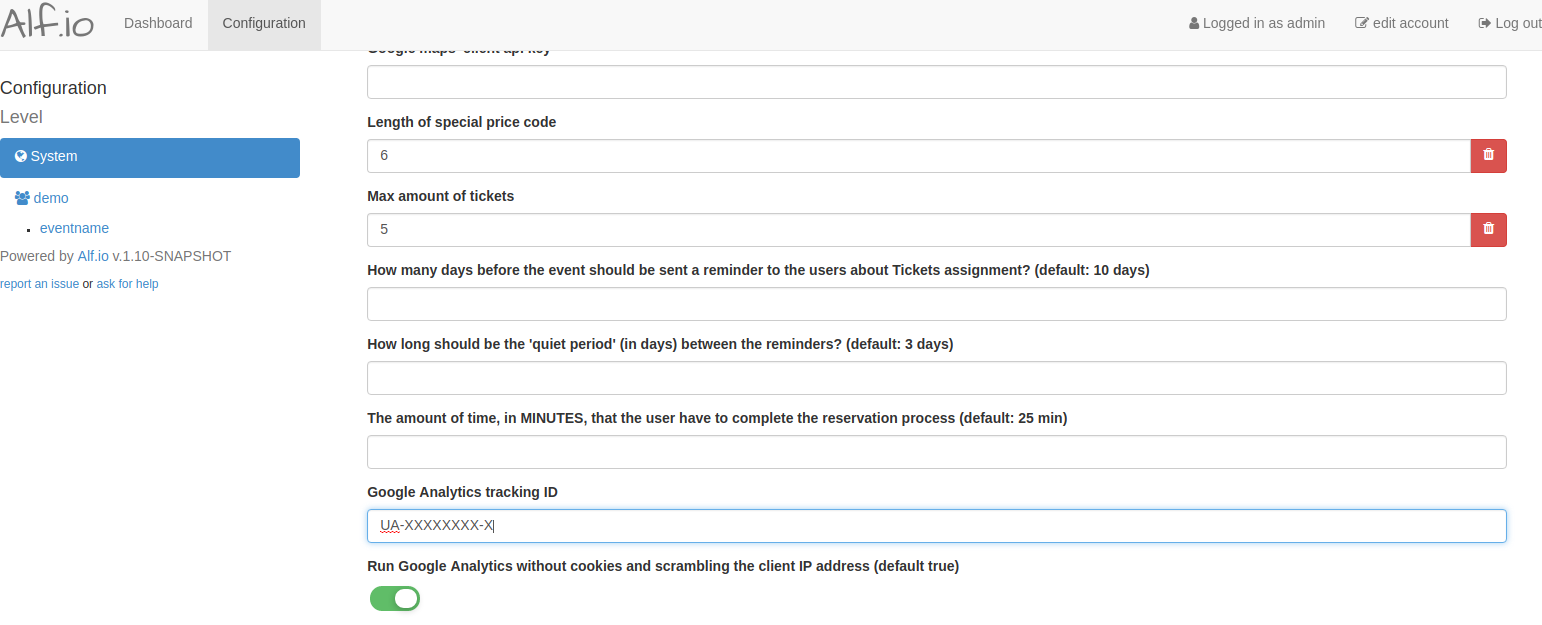 Alf.io Dashboard Configuration Logged in as admin edit account Log out
Configuration
Level
System
demo
eventname
Powered by Alf.io v.1.10-SNAPSHOT
report an issue or ask for help
Google maps' client api key
Length of special price code
6
Max amount of tickets
5
How many days before the event should be sent a reminder to the users about Tickets assignment? (default: 10 days)
How long should be the 'quiet period' (in days) between the reminders? (default: 3 days)
The amount of time, in MINUTES, that the user have to complete the reservation process (default: 25 min)
Google Analytics tracking ID
UA-XXXXXXXX-X
Run Google Analytics without cookies and scrambling the client IP address (default true)